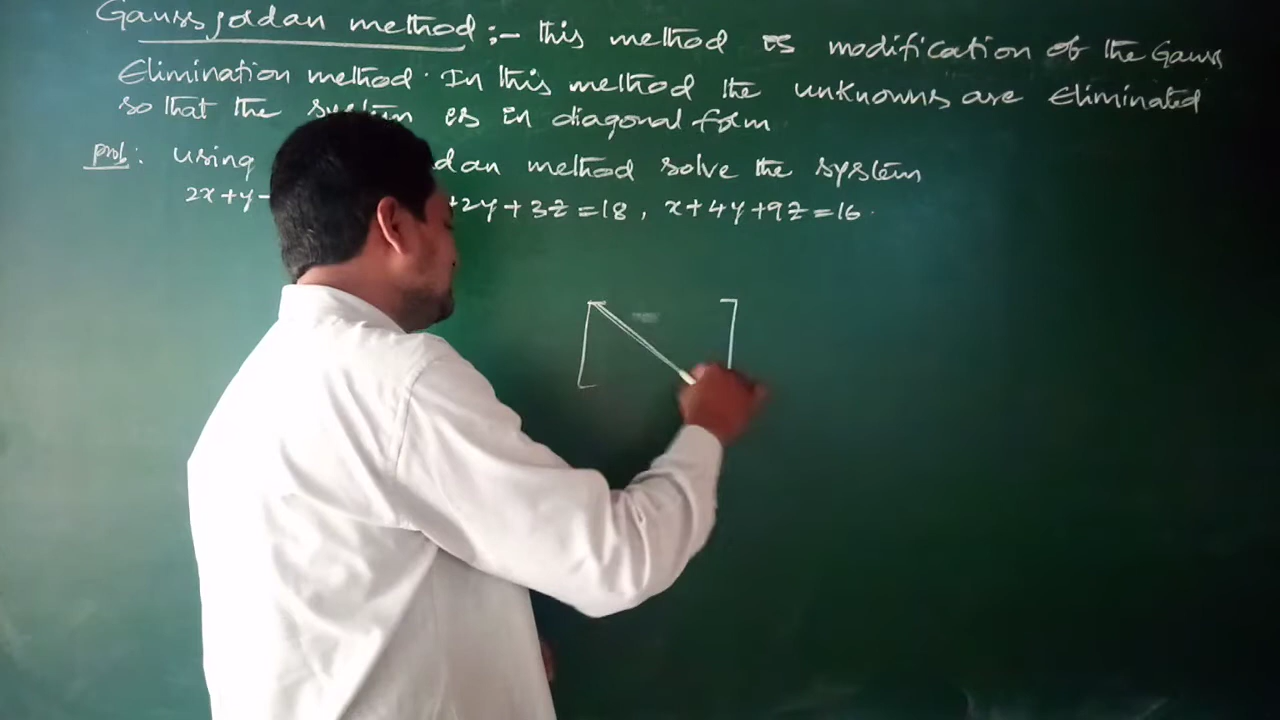 Gauss jordan method :- this method is modification of the Gauss
Elimination method. In this method the unknowns are Eliminated
so that the system is in diagonal form
prob: using dan method solve the system
2x+y- +2y+3z=18, x+4y+9z=16.